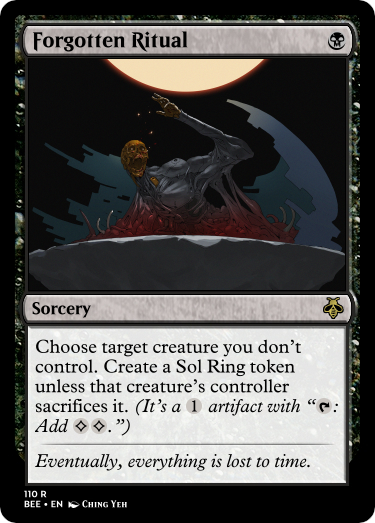 Forgotten Ritual
Sorcery
Choose target creature you don't
control. Create a Sol Ring token
unless that creature's controller
sacrifices it. (It's a 1 artifact with “:
Add .”)
Eventually, everything is lost to time.
110 R
BEE • EN Ching Yeh